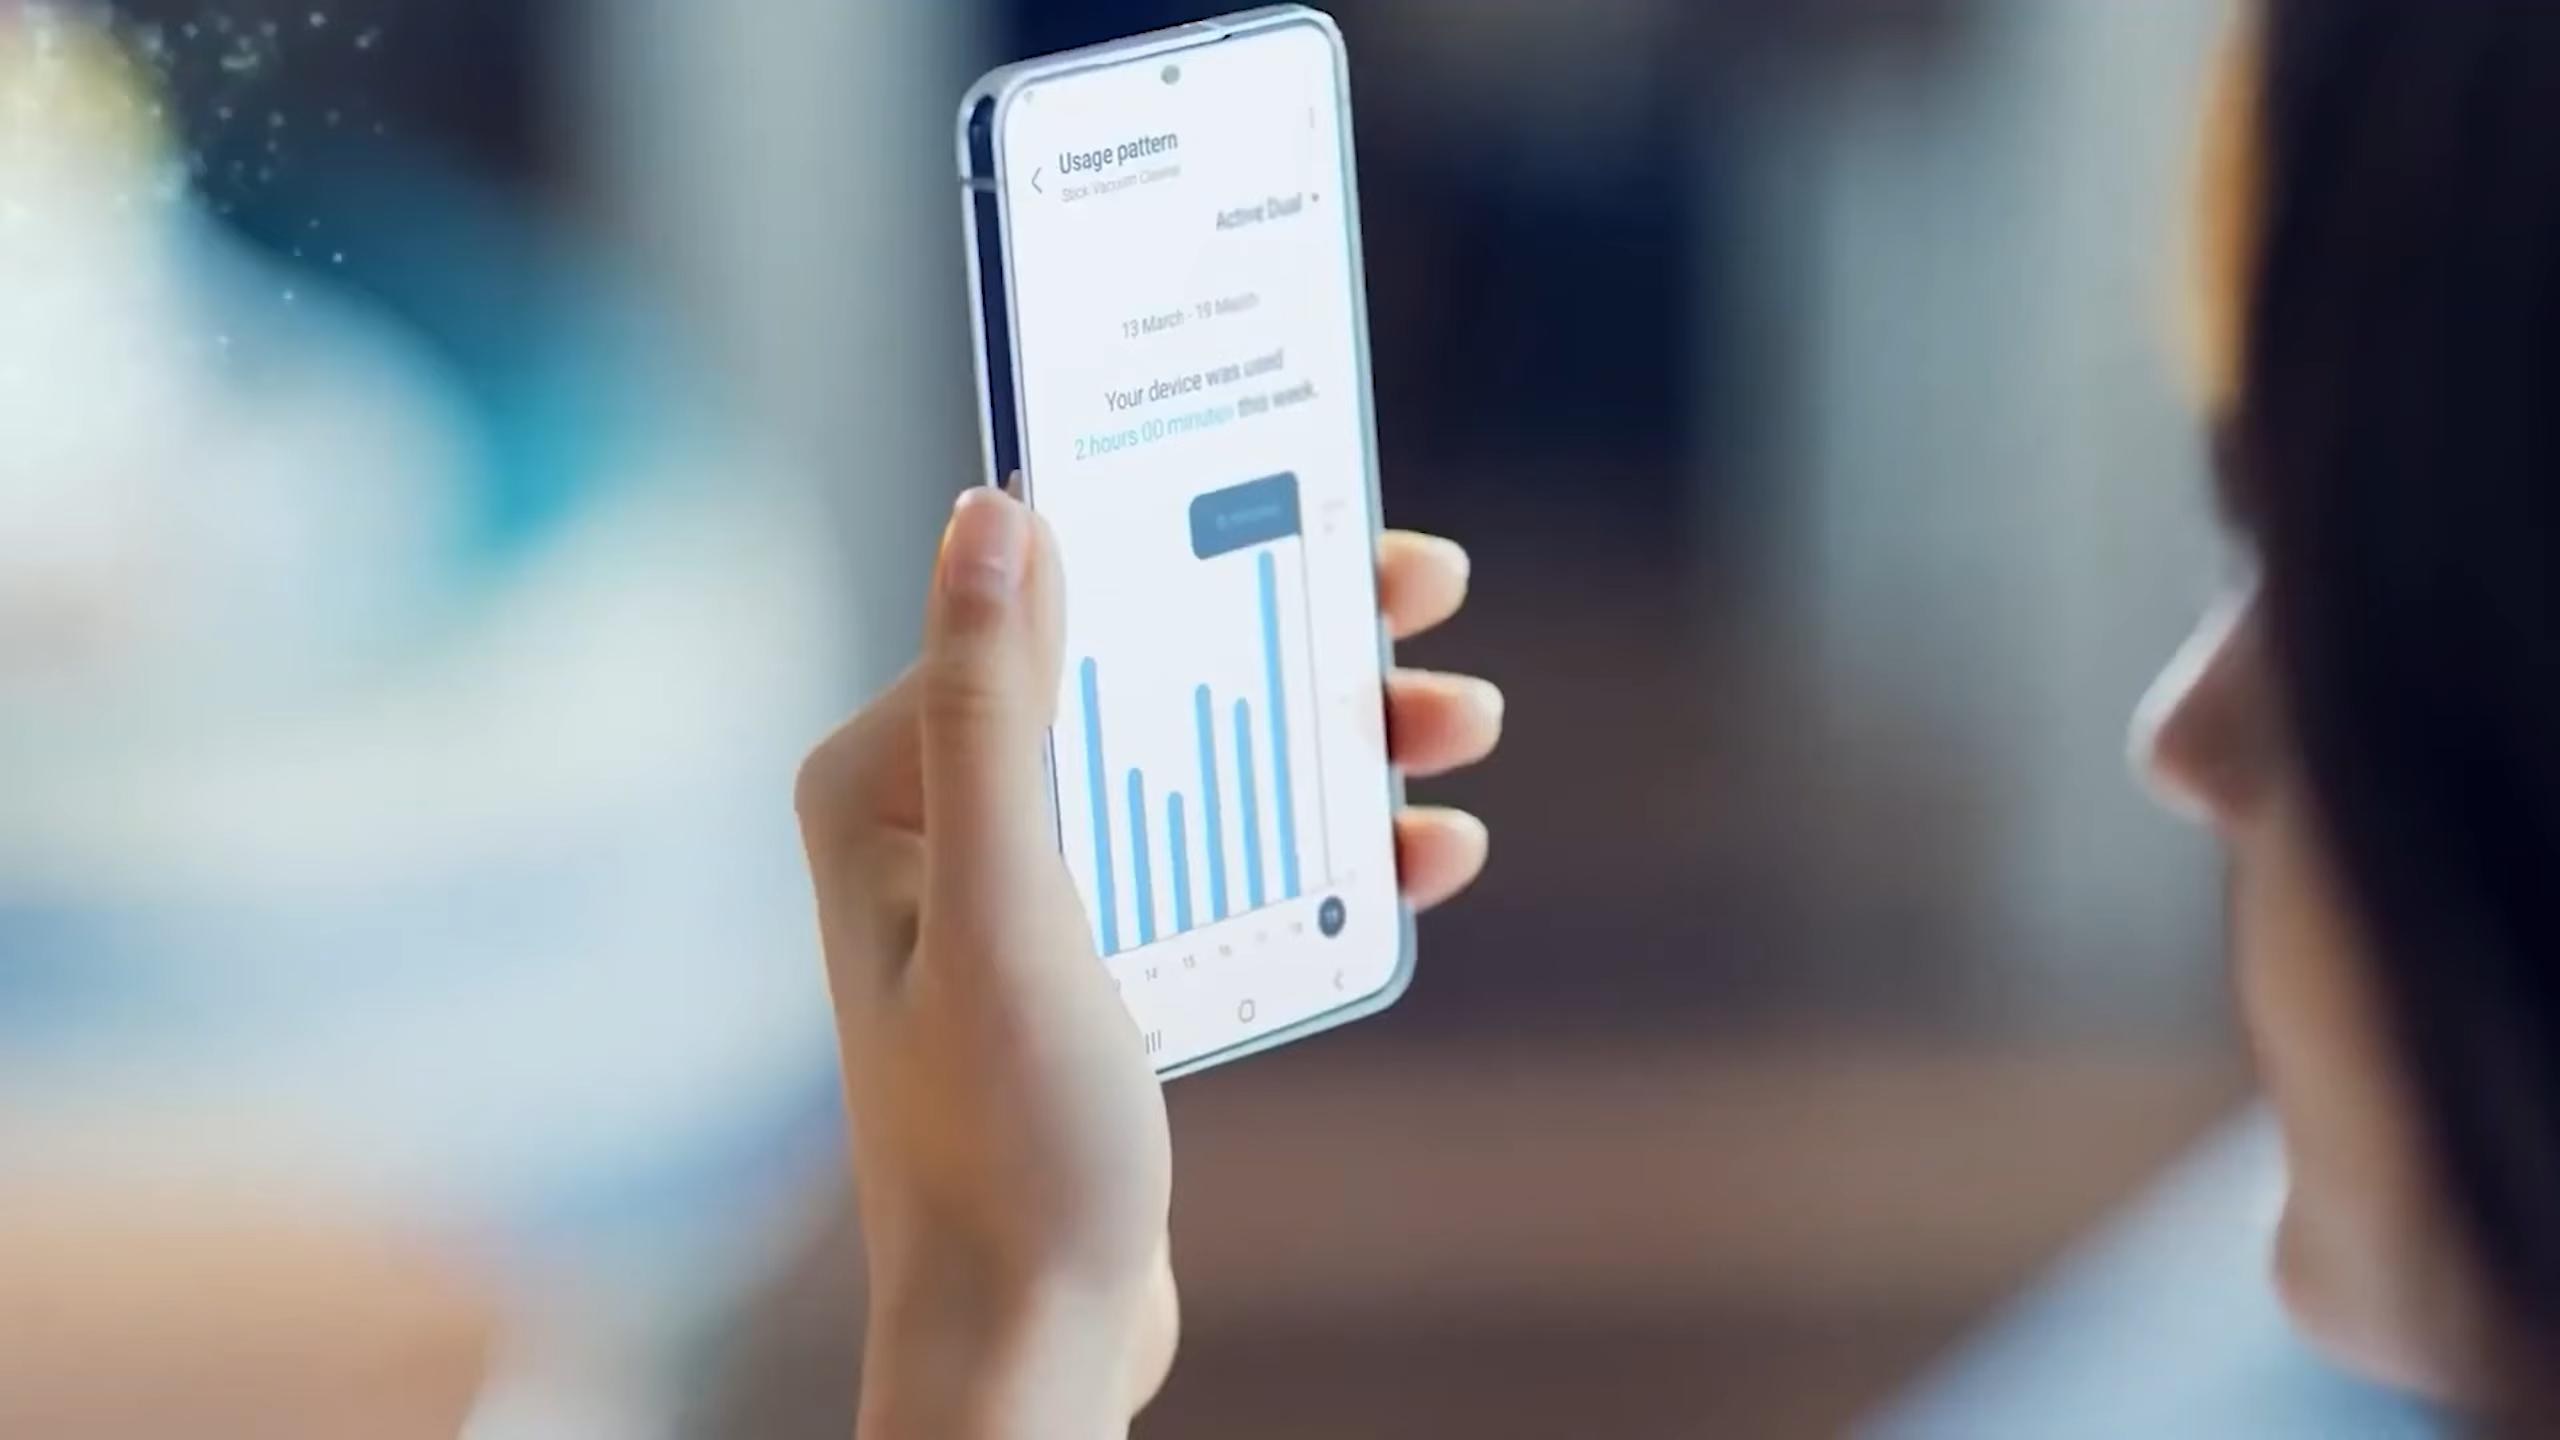 Usage pattern
Stick Vacuum Cleaner
Active Dual
13 March - 19 March
Your device was used
2 hours 00 minutes this week.
14 15 16 18 19